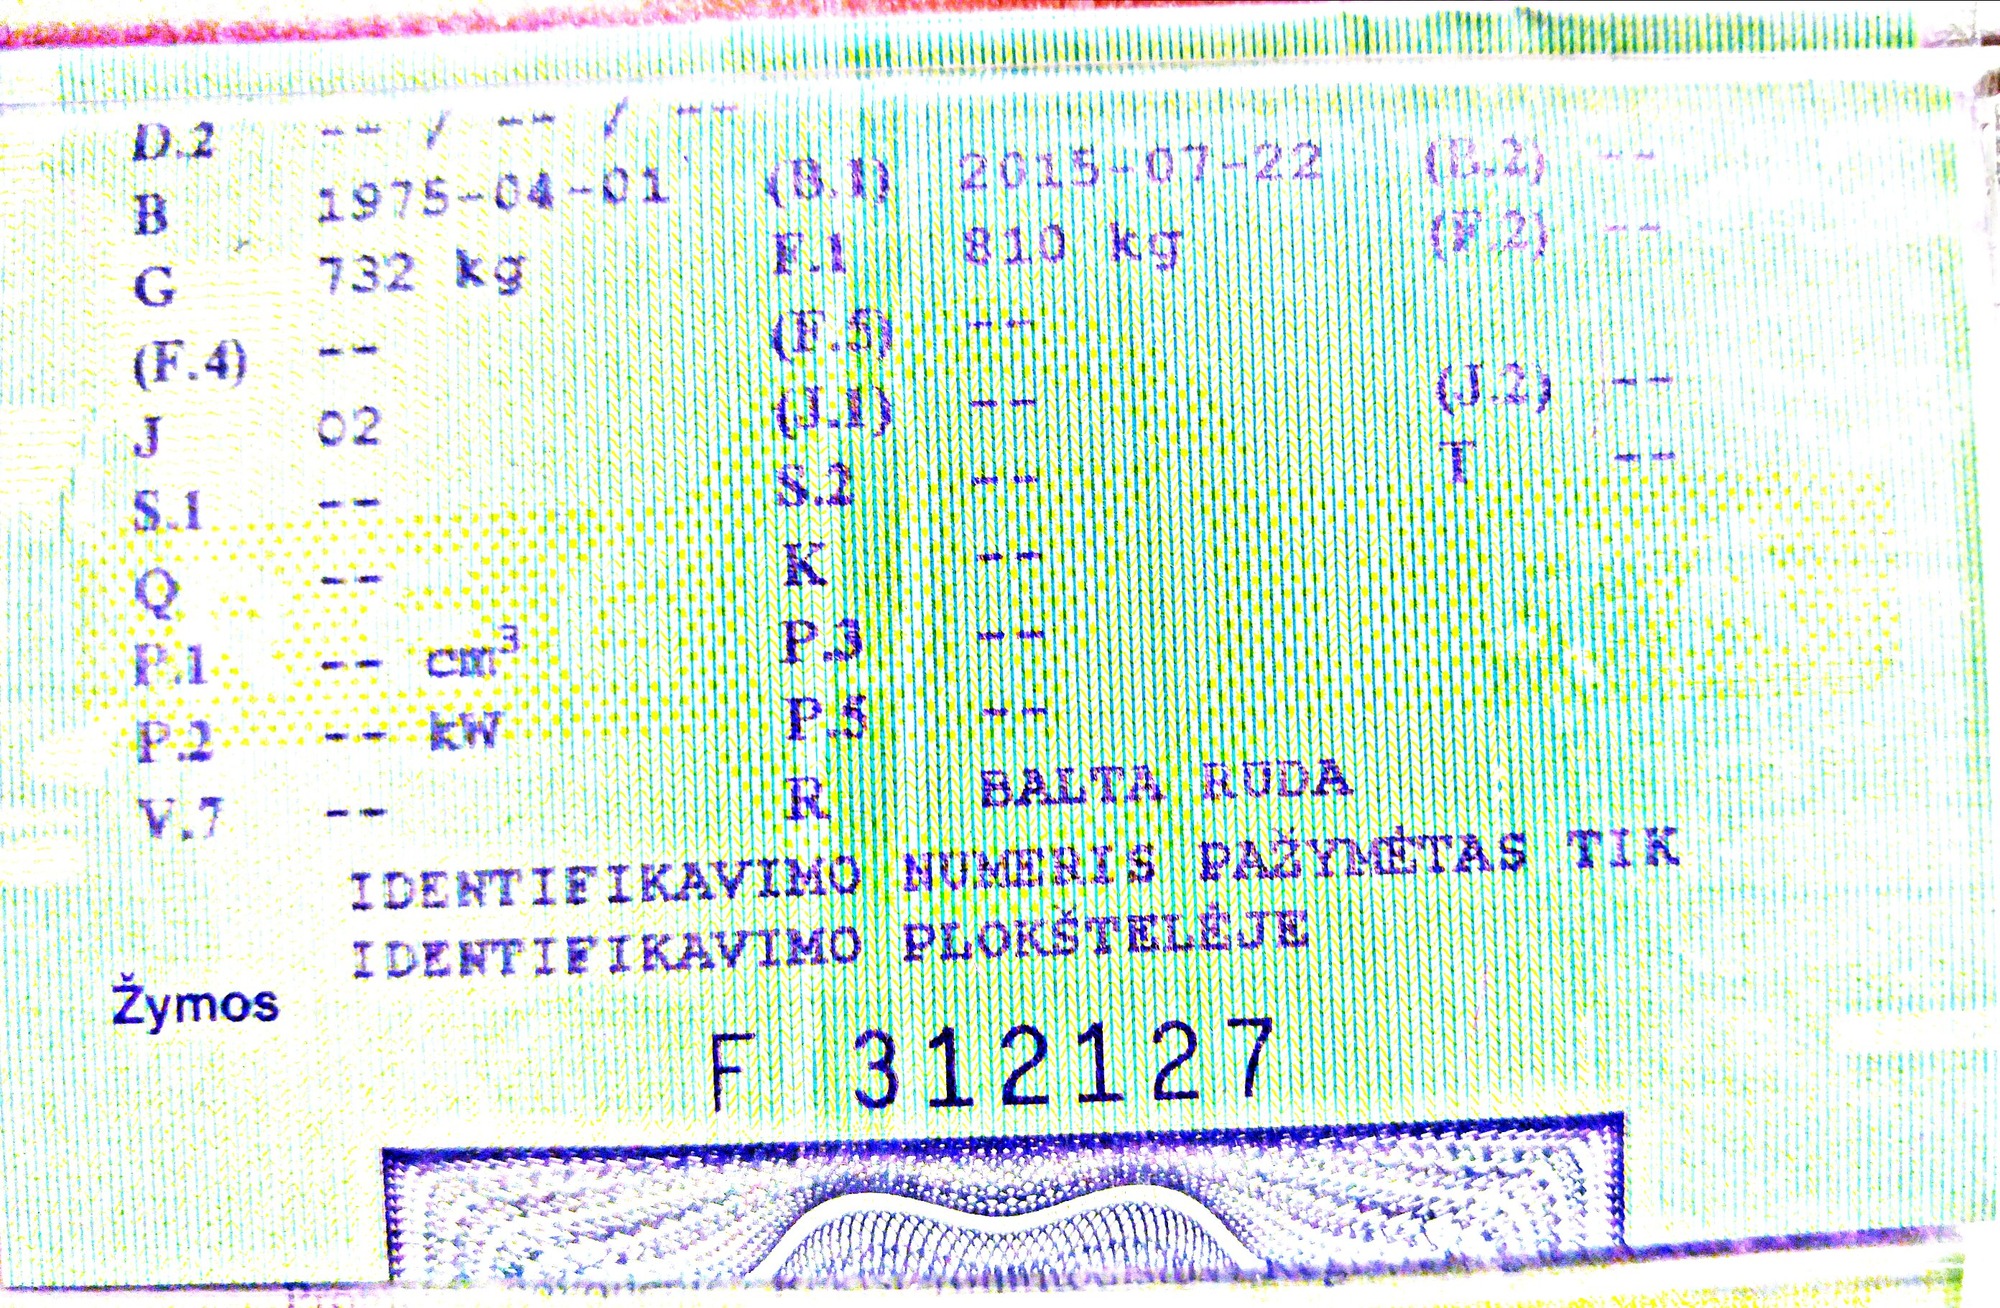 D.2 -- / -- / --
B 1975-04-01 (B.1) 2015-07-22 (B.2) --
G 732 kg F.1 810 kg (F.2) --
(F.4) -- (F.5) --
J 02 (J.1) -- (J.2) --
S.1 -- S.2 -- T --
Q -- K --
P.1 -- cm³ P.3 --
P.2 -- kW P.5 --
V.7 -- R BALTA RUDA
IDENTIFIKAVIMO NUMERIS PAŽYMĖTAS TIK
IDENTIFIKAVIMO PLOKŠTELĖJE
Žymos
F 312127